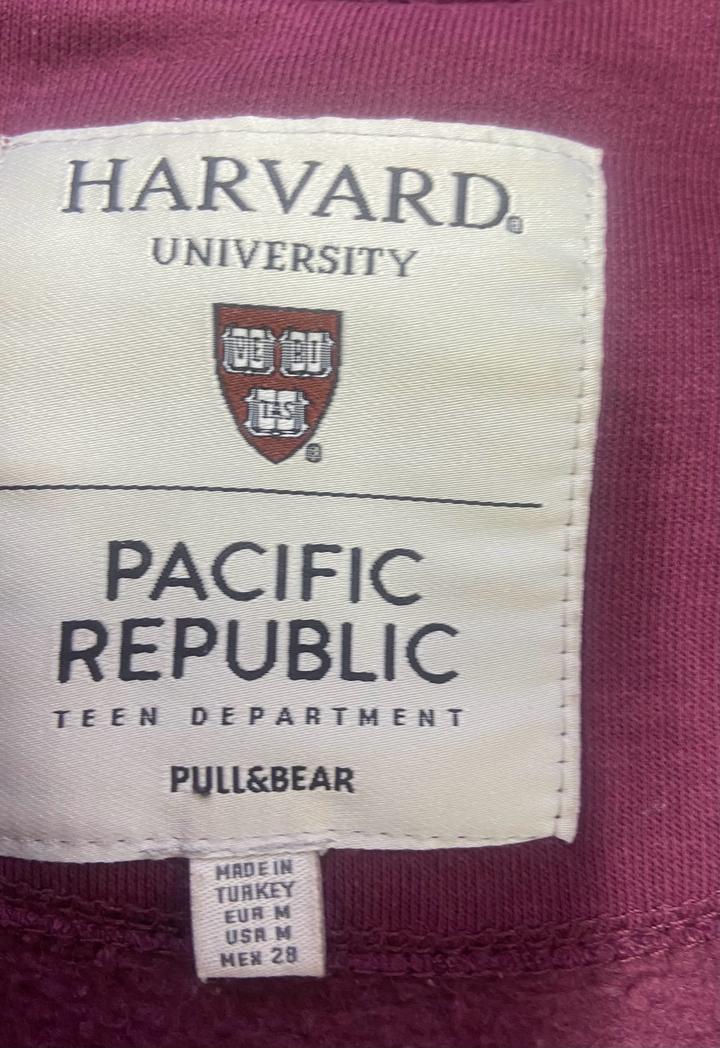 HARVARD®
UNIVERSITY
VE RI
TAS
®
PACIFIC
REPUBLIC
TEEN DEPARTMENT
PULL&BEAR
MADE IN
TURKEY
EUR M
USA M
MEX 28